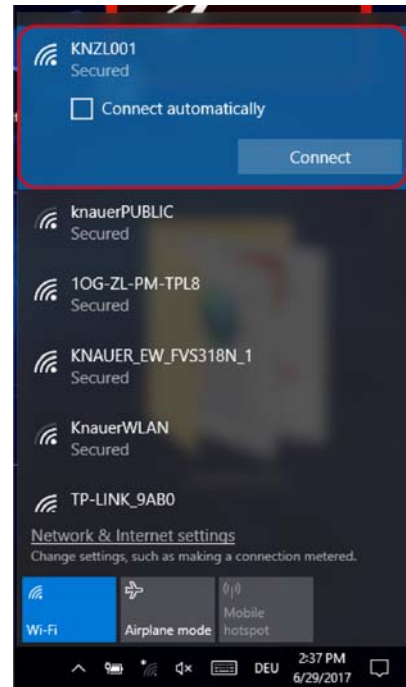 KNZL001
Secured
Connect automatically
Connect
knauerPUBLIC
Secured
1OG-ZL-PM-TPL8
Secured
KNAUER_EW_FVS318N_1
Secured
KnauerWLAN
Secured
TP-LINK_9AB0
Network & Internet settings
Change settings, such as making a connection metered.
Wi-Fi
Airplane mode
Mobile
hotspot
DEU
2:37 PM
6/29/2017